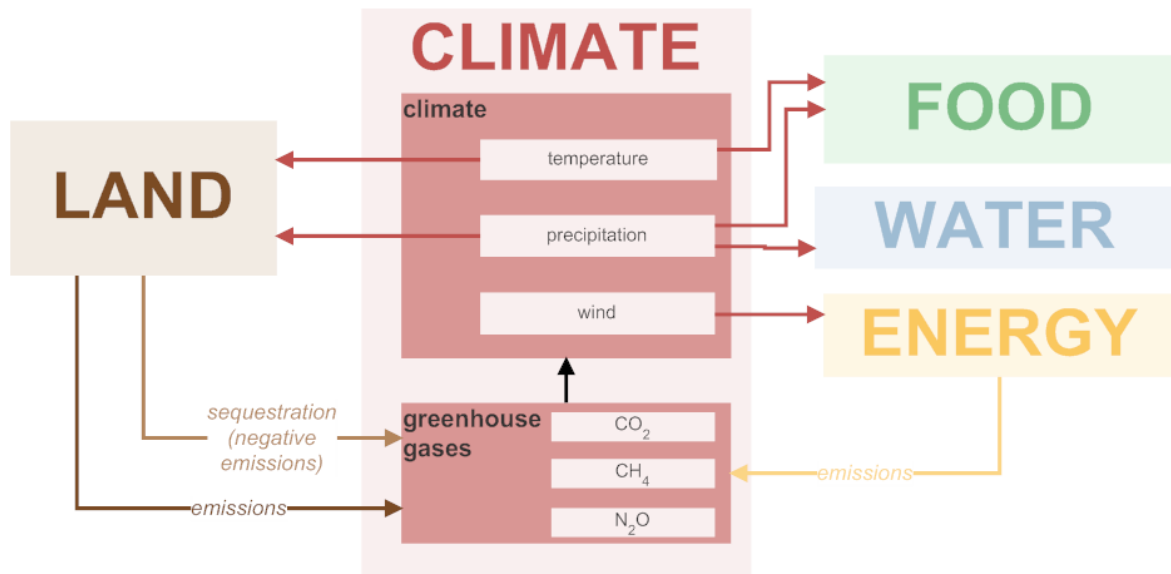 CLIMATE
climate
temperature
precipitation
wind
greenhouse
gases
CO₂
CH₄
N₂O
LAND
sequestration
(negative
emissions)
emissions
FOOD
WATER
ENERGY
emissions